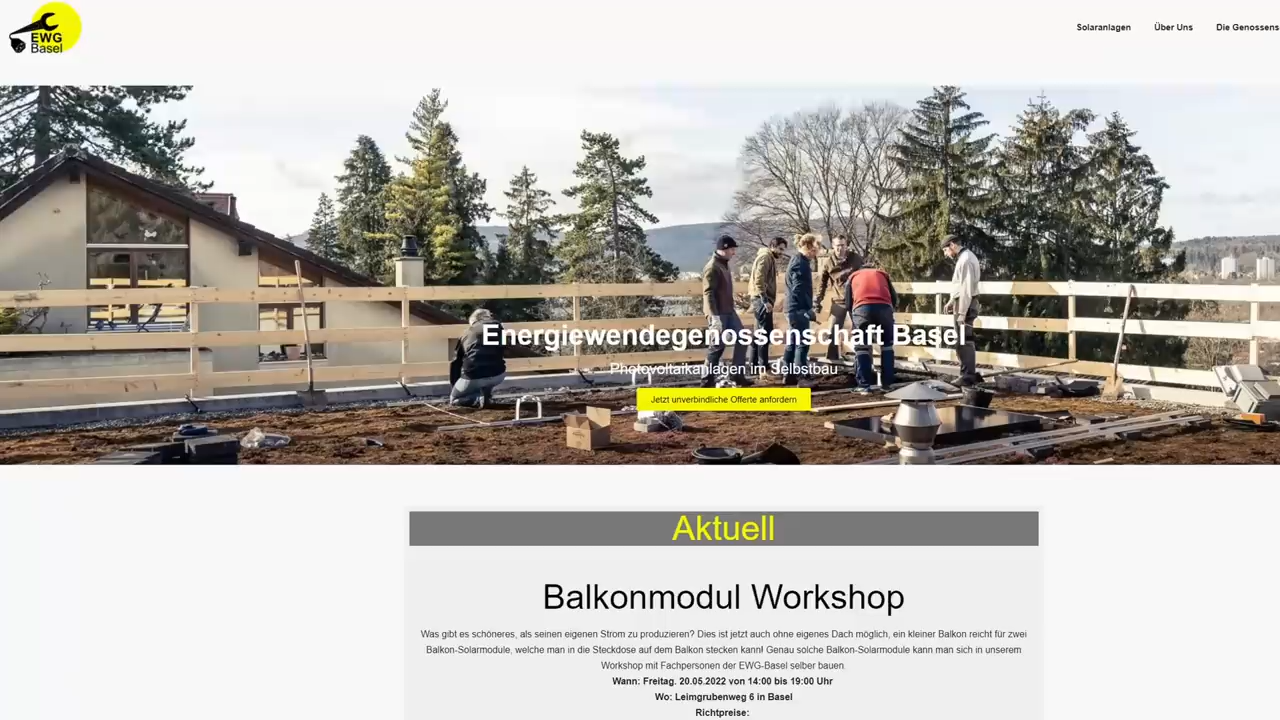 EWG
Basel
Solaranlagen
Über Uns
Die Genossens
Energiewendegenossenschaft Basel
Photovoltaikanlagen im Selbstbau
Jetzt unverbindliche Offerte anfordern
Aktuell
Balkonmodul Workshop
Was gibt es schöneres, als seinen eigenen Strom zu produzieren? Dies ist jetzt auch ohne eigenes Dach möglich, ein kleiner Balkon reicht für zwei
Balkon-Solarmodule, welche man in die Steckdose auf dem Balkon stecken kann! Genau solche Balkon-Solarmodule kann man sich in unserem
Workshop mit Fachpersonen der EWG-Basel selber bauen.
Wann: Freitag. 20.05.2022 von 14:00 bis 19:00 Uhr
Wo: Leimgrubenweg 6 in Basel
Richtpreise: